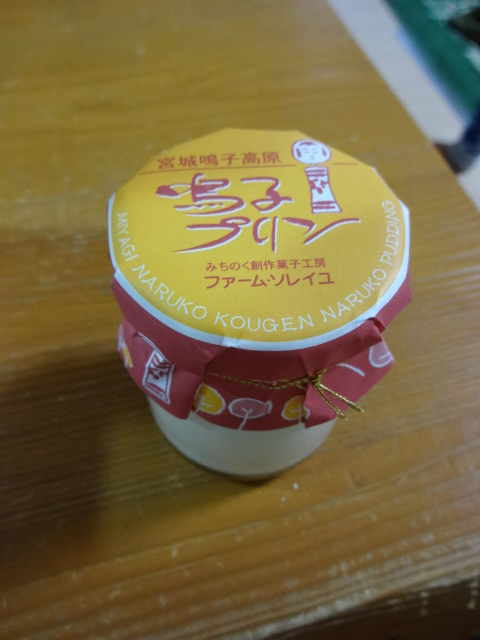 宮城鳴子高原
鳴子
プリン
みちのく創作菓子工房
ファーム・ソレイユ
MIYAGI NARUKO KOUGEN NARUKO PUDDING